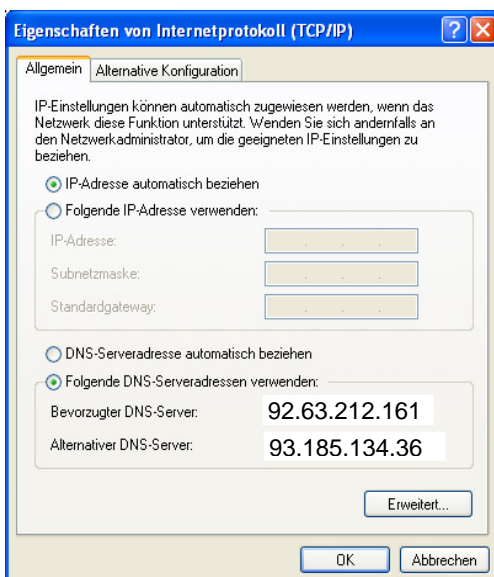 Eigenschaften von Internetprotokoll (TCP/IP)
Allgemein Alternative Konfiguration
IP-Einstellungen können automatisch zugewiesen werden, wenn das
Netzwerk diese Funktion unterstützt. Wenden Sie sich andernfalls an
den Netzwerkadministrator, um die geeigneten IP-Einstellungen zu
beziehen.
IP-Adresse automatisch beziehen
Folgende IP-Adresse verwenden:
IP-Adresse:
Subnetzmaske:
Standardgateway:
DNS-Serveradresse automatisch beziehen
Folgende DNS-Serveradressen verwenden:
Bevorzugter DNS-Server: 92.63.212.161
Alternativer DNS-Server: 93.185.134.36
Erweitert...
OK Abbrechen